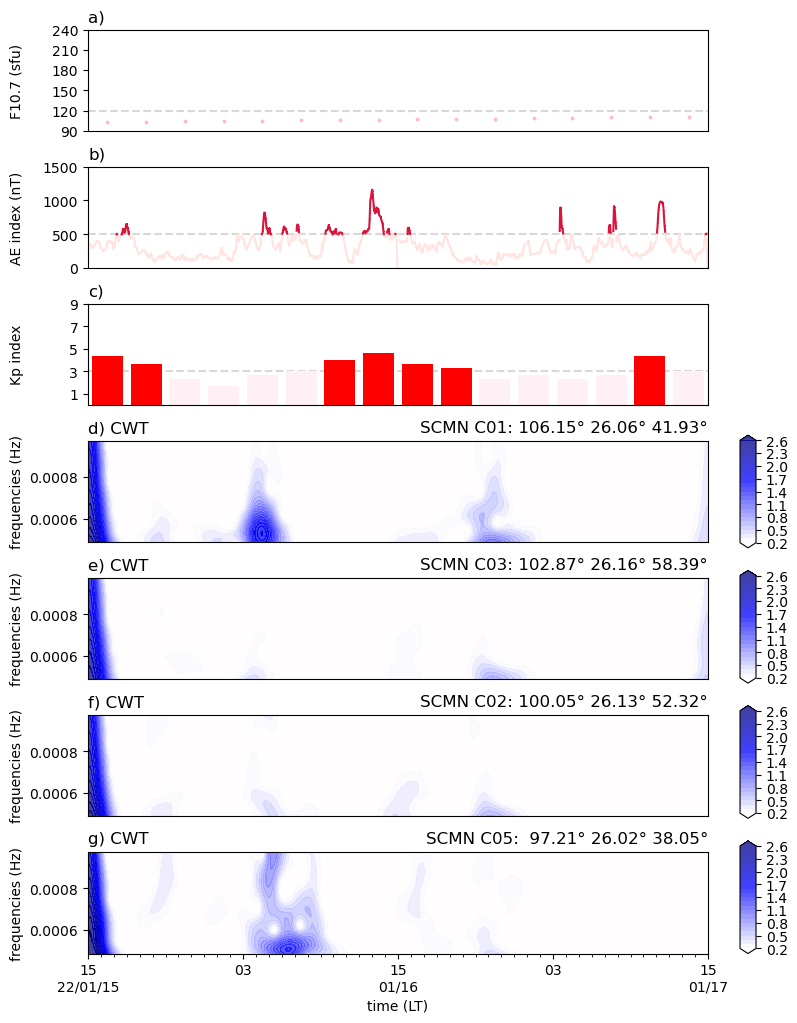 a)
F10.7 (sfu)
240
210
180
150
120
90
b)
AE index (nT)
1500
1000
500
0
c)
Kp index
9
7
5
3
1
d) CWT
SCMN C01: 106.15° 26.06° 41.93°
frequencies (Hz)
0.0008
0.0006
2.6
2.3
2.0
1.7
1.4
1.1
0.8
0.5
0.2
e) CWT
SCMN C03: 102.87° 26.16° 58.39°
frequencies (Hz)
0.0008
0.0006
2.6
2.3
2.0
1.7
1.4
1.1
0.8
0.5
0.2
f) CWT
SCMN C02: 100.05° 26.13° 52.32°
frequencies (Hz)
0.0008
0.0006
2.6
2.3
2.0
1.7
1.4
1.1
0.8
0.5
0.2
g) CWT
SCMN C05:  97.21° 26.02° 38.05°
frequencies (Hz)
0.0008
0.0006
2.6
2.3
2.0
1.7
1.4
1.1
0.8
0.5
0.2
15 03 15 03 15
22/01/15 01/16 01/17
time (LT)